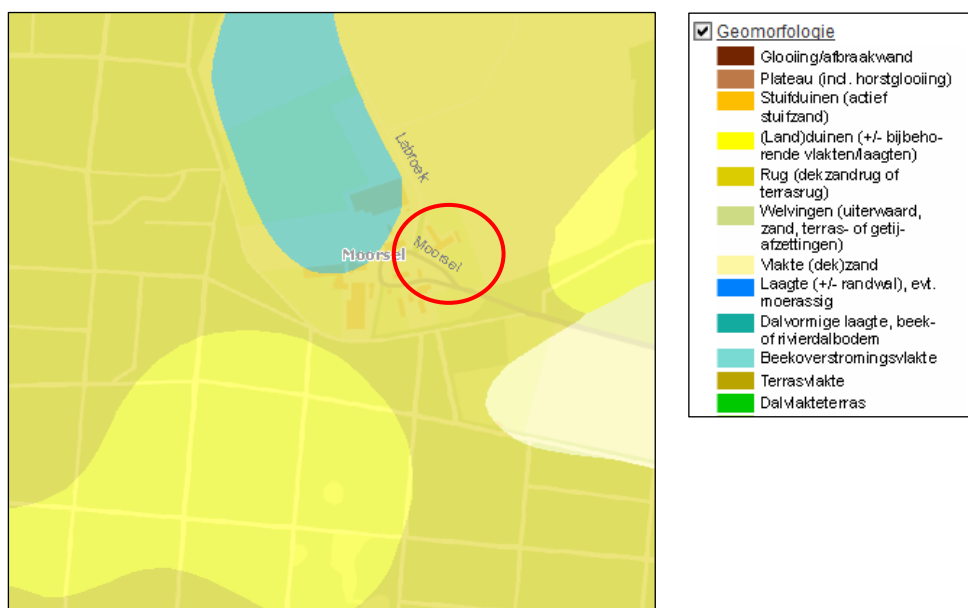 Labroek
Moorsel
Moorsel
Geomorfologie
Glooiing/afbraakwand
Plateau (incl. horstglooiing)
Stuifduinen (actief
stuifzand)
(Land)duinen (+/- bijbeho-
rende vlakten/laagten)
Rug (dekzandrug of
terrasrug)
Welvingen (uiterwaard,
zand, terras- of getij-
afzettingen)
Vlakte (dek)zand
Laagte (+/- randwal), evt.
moerassig
Dalvormige laagte, beek-
of rivierdalbodem
Beekoverstromingsvlakte
Terrasvlakte
Dalvlakteterras